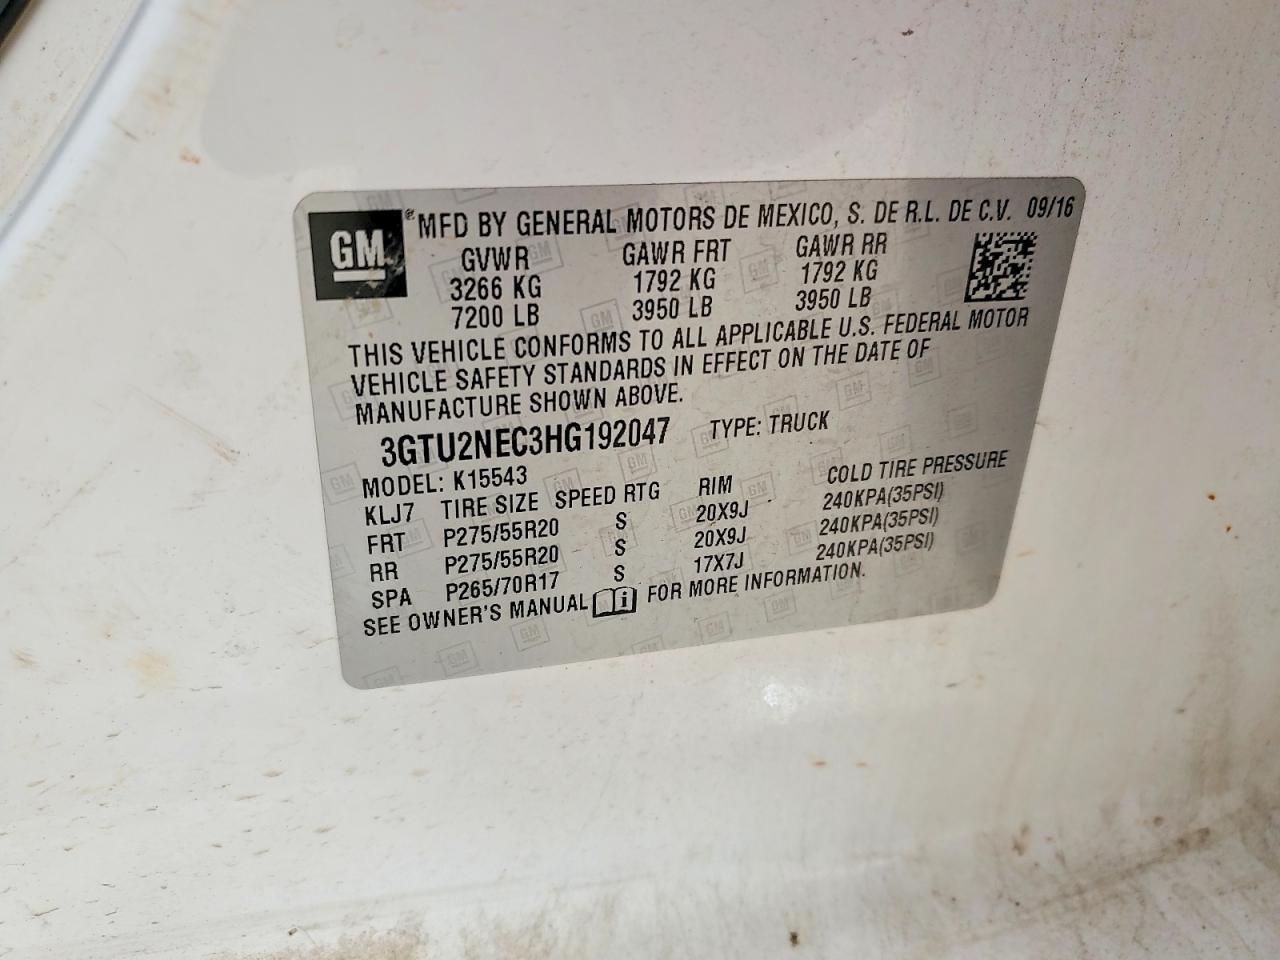 GM ® MFD BY GENERAL MOTORS DE MEXICO, S. DE R.L. DE C.V. 09/16
GVWR GAWR FRT GAWR RR
3266 KG 1792 KG 1792 KG
7200 LB 3950 LB 3950 LB
THIS VEHICLE CONFORMS TO ALL APPLICABLE U.S. FEDERAL MOTOR
VEHICLE SAFETY STANDARDS IN EFFECT ON THE DATE OF
MANUFACTURE SHOWN ABOVE.
3GTU2NEC3HG192047 TYPE: TRUCK
MODEL: K15543
KLJ7 TIRE SIZE SPEED RTG RIM COLD TIRE PRESSURE
FRT P275/55R20 S 20X9J 240KPA(35PSI)
RR P275/55R20 S 20X9J 240KPA(35PSI)
SPA P265/70R17 S 17X7J 240KPA(35PSI)
SEE OWNER'S MANUAL i FOR MORE INFORMATION.